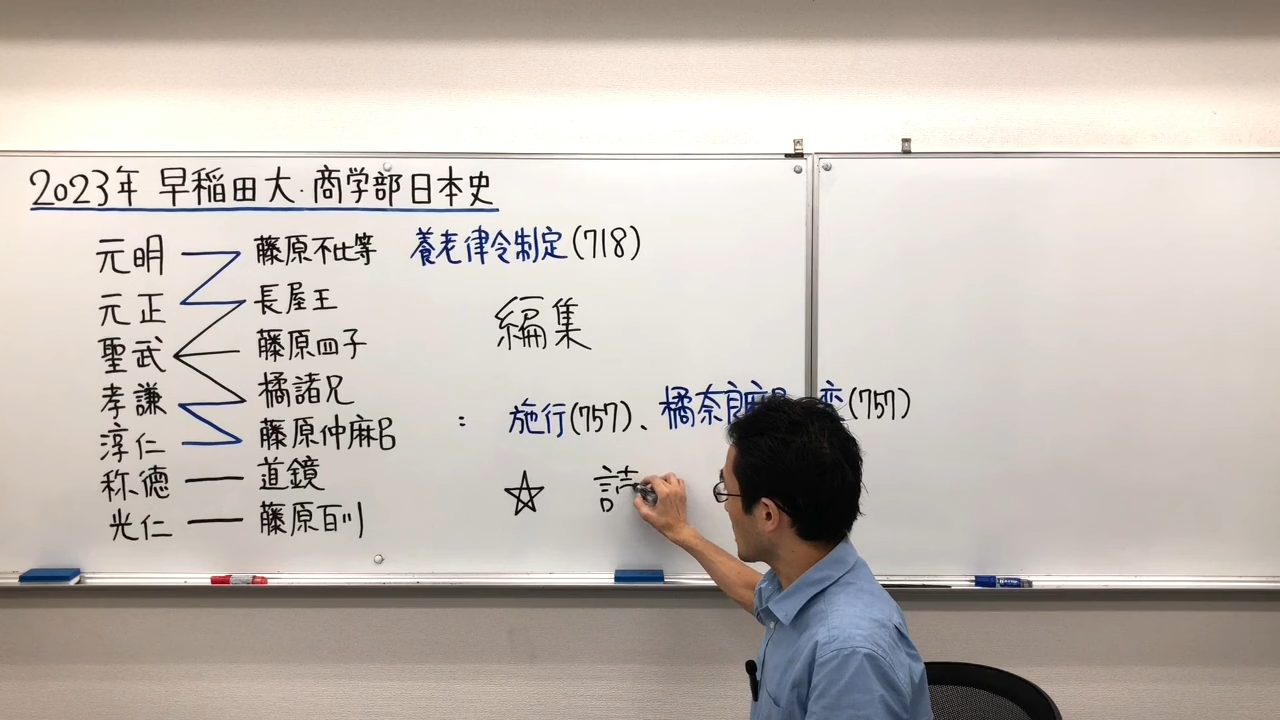 2023年 早稲田大・商学部日本史
元明 藤原不比等 養老律令制定(718)
元正 長屋王
編集
聖武 藤原四子
孝謙 橘諸兄
: 施行(757)、橘奈良麻 変(757)
淳仁 藤原仲麻呂
称徳 道鏡
☆
光仁 藤原百川